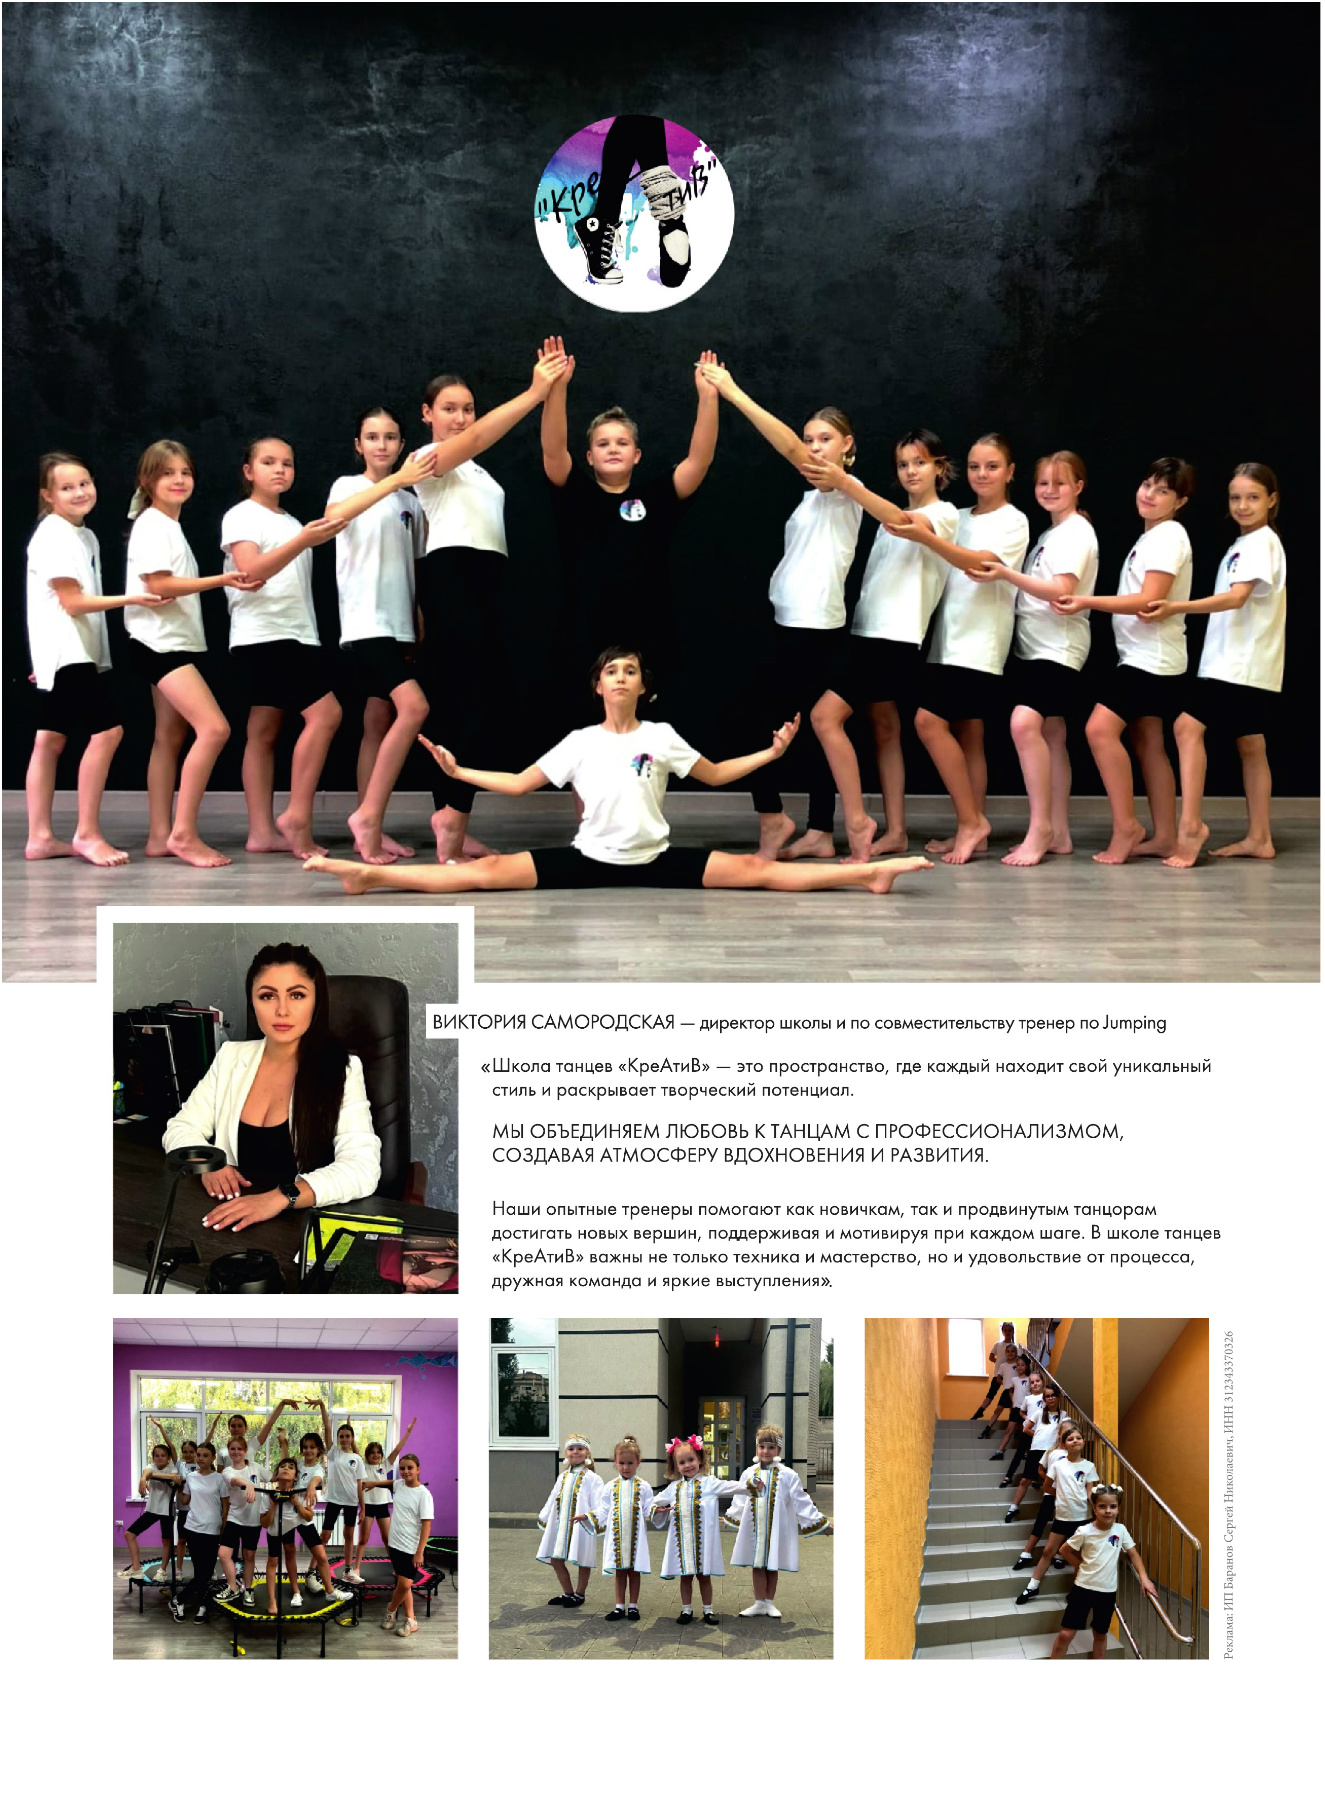 "КреАтиВ"
ВИКТОРИЯ САМОРОДСКАЯ — директор школы и по совместительству тренер по Jumping
«Школа танцев «КреАтиВ» — это пространство, где каждый находит свой уникальный
стиль и раскрывает творческий потенциал.
МЫ ОБЪЕДИНЯЕМ ЛЮБОВЬ К ТАНЦАМ С ПРОФЕССИОНАЛИЗМОМ,
СОЗДАВАЯ АТМОСФЕРУ ВДОХНОВЕНИЯ И РАЗВИТИЯ.
Наши опытные тренеры помогают как новичкам, так и продвинутым танцорам
достигать новых вершин, поддерживая и мотивируя при каждом шаге. В школе танцев
«КреАтиВ» важны не только техника и мастерство, но и удовольствие от процесса,
дружная команда и яркие выступления».
Реклама: ИП Баранов Сергей Николаевич, ИНН 312343370326